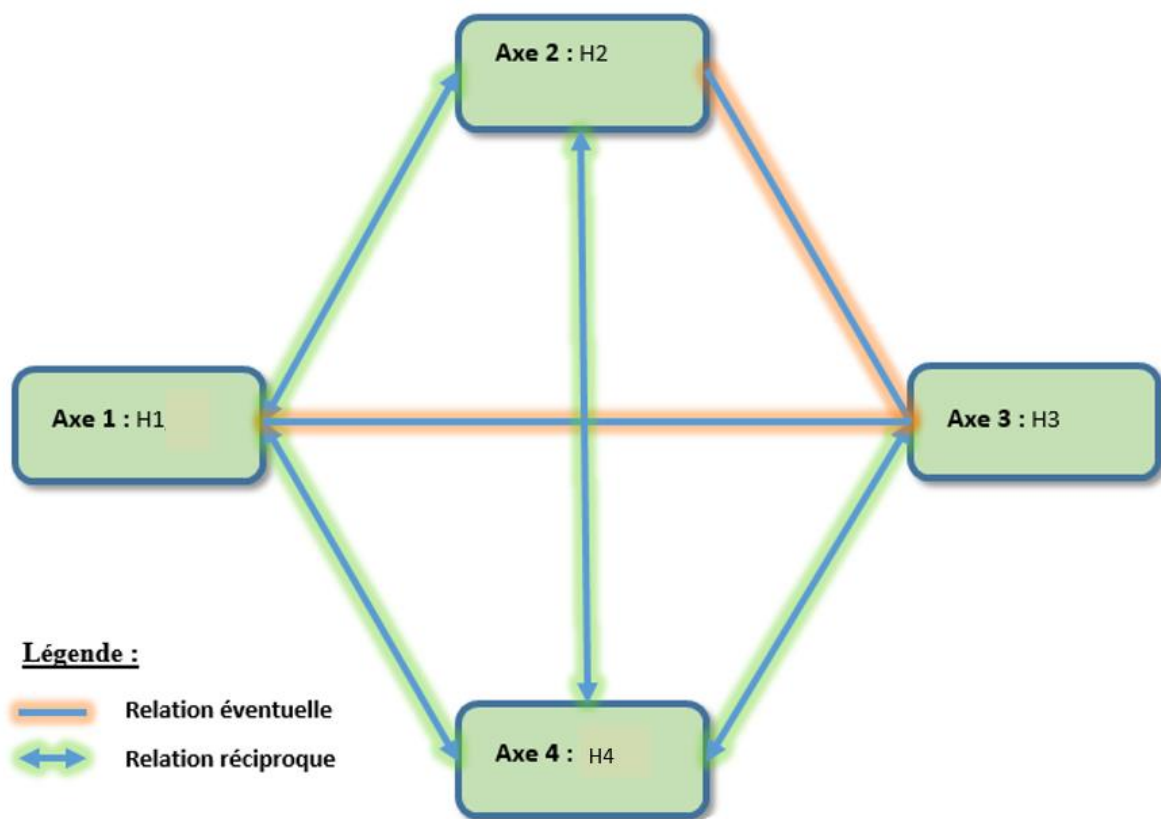 Axe 2 : H2
Axe 1 : H1
Axe 3 : H3
Axe 4 : H4
Légende :
Relation éventuelle
Relation réciproque